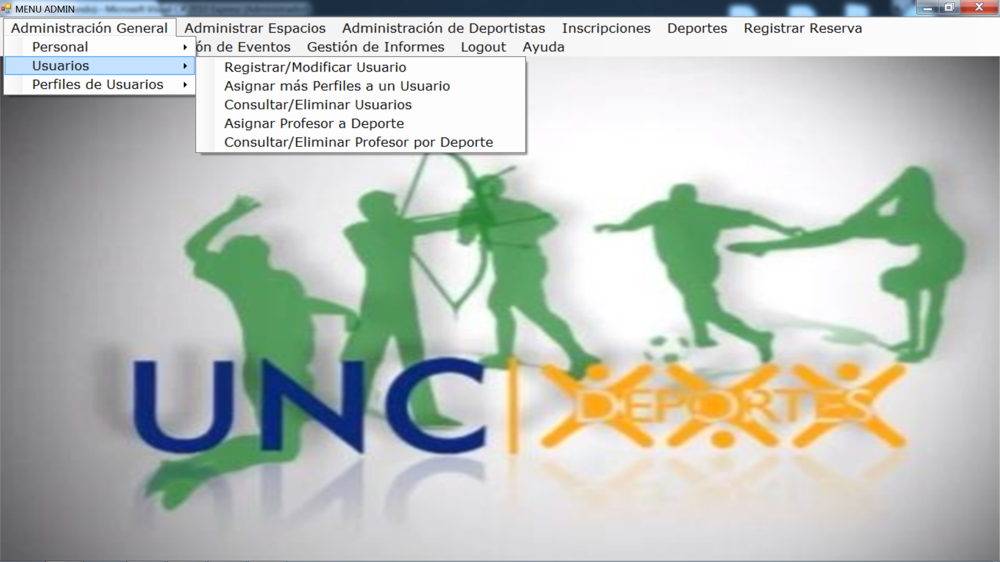 MENU ADMIN
Administración General Administrar Espacios Administración de Deportistas Inscripciones Deportes Registrar Reserva
Personal
ón de Eventos Gestión de Informes Logout Ayuda
Usuarios
Perfiles de Usuarios
Registrar/Modificar Usuario
Asignar más Perfiles a un Usuario
Consultar/Eliminar Usuarios
Asignar Profesor a Deporte
Consultar/Eliminar Profesor por Deporte
UNC DEPORTES